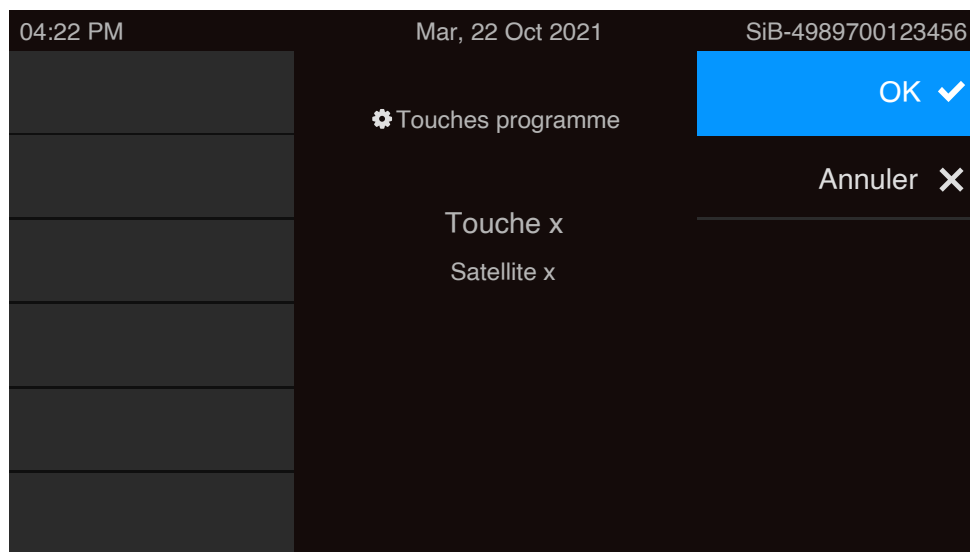 04:22 PM Mar, 22 Oct 2021 SiB-4989700123456
OK
Touches programme
Annuler
Touche x
Satellite x